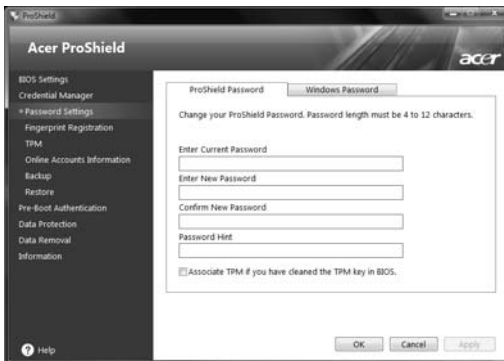 ProShield
Acer ProShield
acer
BIOS Settings
Credential Manager
Password Settings
Fingerprint Registration
TPM
Online Accounts Information
Backup
Restore
Pre-Boot Authentication
Data Protection
Data Removal
Information
Help
ProShield Password
Windows Password
Change your ProShield Password. Password length must be 4 to 12 characters.
Enter Current Password
Enter New Password
Confirm New Password
Password Hint
Associate TPM if you have cleaned the TPM key in BIOS.
OK
Cancel
Apply